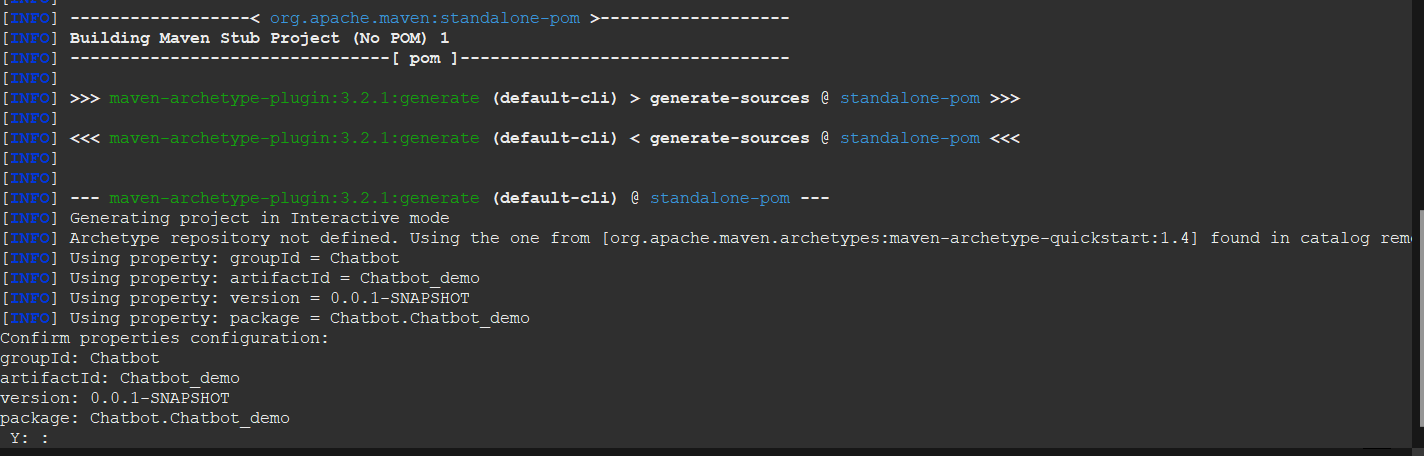 [INFO] ------------------< org.apache.maven:standalone-pom >-------------------
[INFO] Building Maven Stub Project (No POM) 1
[INFO] --------------------------------[ pom ]---------------------------------
[INFO]
[INFO] >>> maven-archetype-plugin:3.2.1:generate (default-cli) > generate-sources @ standalone-pom >>>
[INFO]
[INFO] <<< maven-archetype-plugin:3.2.1:generate (default-cli) < generate-sources @ standalone-pom <<<
[INFO]
[INFO]
[INFO] --- maven-archetype-plugin:3.2.1:generate (default-cli) @ standalone-pom ---
[INFO] Generating project in Interactive mode
[INFO] Archetype repository not defined. Using the one from [org.apache.maven.archetypes:maven-archetype-quickstart:1.4] found in catalog
[INFO] Using property: groupId = Chatbot
[INFO] Using property: artifactId = Chatbot_demo
[INFO] Using property: version = 0.0.1-SNAPSHOT
[INFO] Using property: package = Chatbot.Chatbot_demo
Confirm properties configuration:
groupId: Chatbot
artifactId: Chatbot_demo
version: 0.0.1-SNAPSHOT
package: Chatbot.Chatbot_demo
Y: :